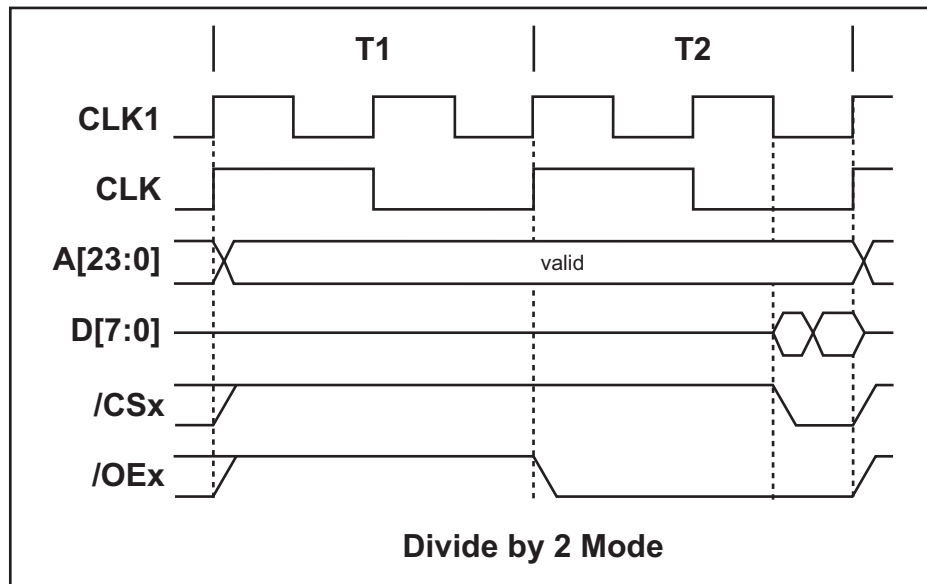 T1 T2
CLK1
CLK
A[23:0] valid
D[7:0]
/CSx
/OEx
Divide by 2 Mode